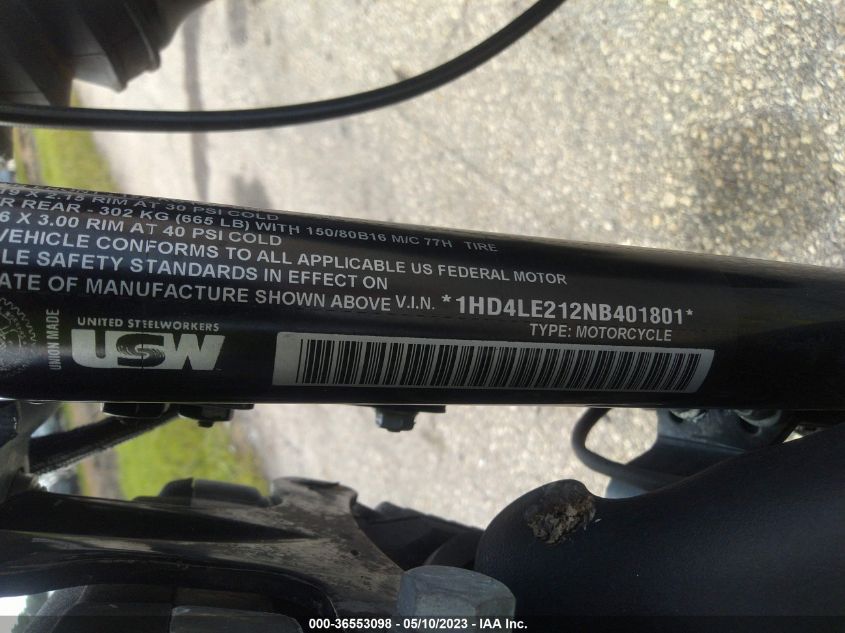 19 X 2.15 RIM AT 30 PSI COLD
R REAR - 302 KG (665 LB) WITH 150/80B16 M/C 77H TIRE
6 X 3.00 RIM AT 40 PSI COLD
VEHICLE CONFORMS TO ALL APPLICABLE US FEDERAL MOTOR
LE SAFETY STANDARDS IN EFFECT ON
ATE OF MANUFACTURE SHOWN ABOVE V.I.N. *1HD4LE212NB401801*
TYPE: MOTORCYCLE
UNION MADE
UNITED STEELWORKERS
USW
000-36553098 - 05/10/2023 - IAA Inc.